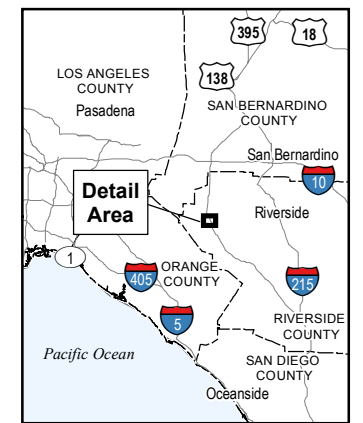 395
18
LOS ANGELES
COUNTY
Pasadena
138
SAN BERNARDINO
COUNTY
San Bernardino
10
Detail
Area
Riverside
1
405
ORANGE
COUNTY
215
5
RIVERSIDE
COUNTY
Pacific Ocean
SAN DIEGO
COUNTY
Oceanside